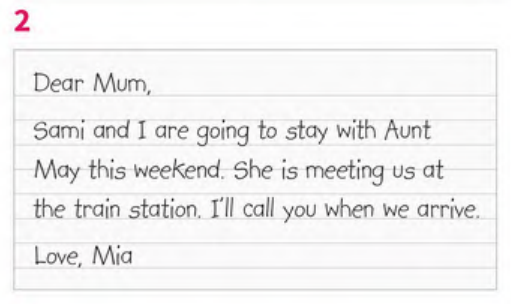 2
Dear Mum,
Sami and I are going to stay with Aunt
May this weekend. She is meeting us at
the train station. I'll call you when we arrive.
Love, Mia